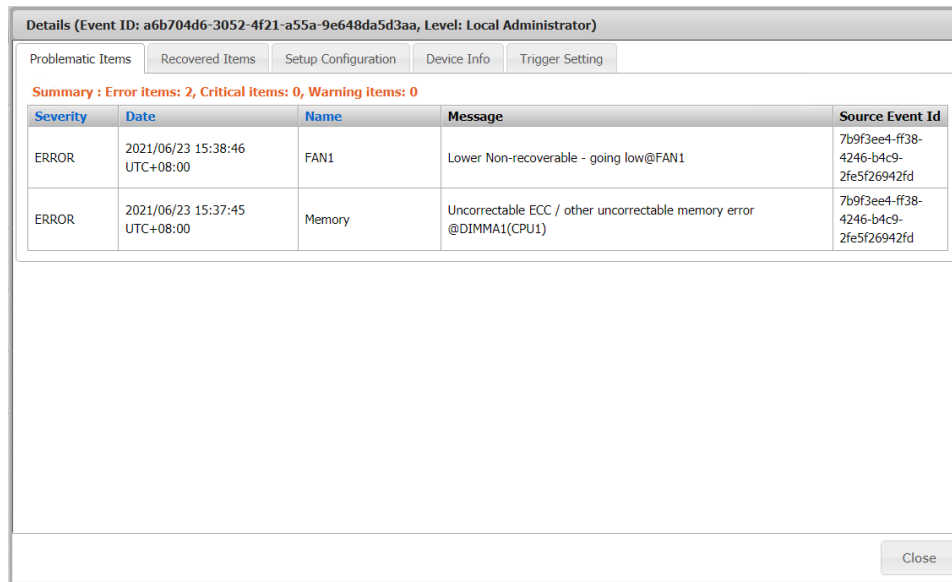 Details (Event ID: a6b704d6-3052-4f21-a55a-9e648da5d3aa, Level: Local Administrator)
Problematic Items Recovered Items Setup Configuration Device Info Trigger Setting
Summary : Error items: 2, Critical items: 0, Warning items: 0
Severity Date Name Message Source Event Id
ERROR
2021/06/23 15:38:46
UTC+08:00
FAN1
Lower Non-recoverable - going low@FAN1
7b9f3ee4-ff38-
4246-b4c9-
2fe5f26942fd
ERROR
2021/06/23 15:37:45
UTC+08:00
Memory
Uncorrectable ECC / other uncorrectable memory error
@DIMMA1(CPU1)
7b9f3ee4-ff38-
4246-b4c9-
2fe5f26942fd
Close